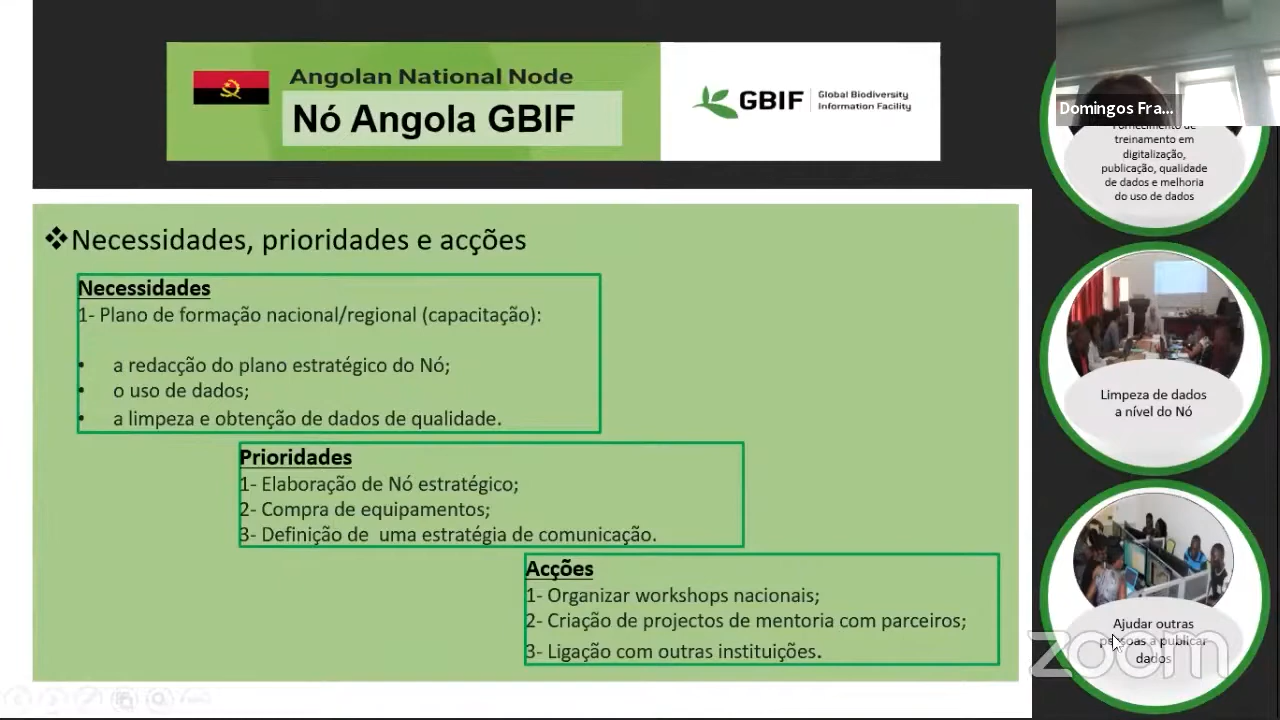 Angolan National Node
Nó Angola GBIF
GBIF
Global Biodiversity
Information Facility
Domingos Fra...
Fornecimento de
treinamento em
digitalização,
publicação, qualidade
de dados e melhoria
do uso de dados
❖Necessidades, prioridades e acções
Necessidades
1- Plano de formação nacional/regional (capacitação):
• a redacção do plano estratégico do Nó;
• o uso de dados;
• a limpeza e obtenção de dados de qualidade.
Prioridades
1- Elaboração de Nó estratégico;
2- Compra de equipamentos;
3- Definição de uma estratégia de comunicação.
Acções
1- Organizar workshops nacionais;
2- Criação de projectos de mentoria com parceiros;
3- Ligação com outras instituições.
Limpeza de dados
a nível do Nó
Ajudar outras
pessoas a publicar
dados
zoom